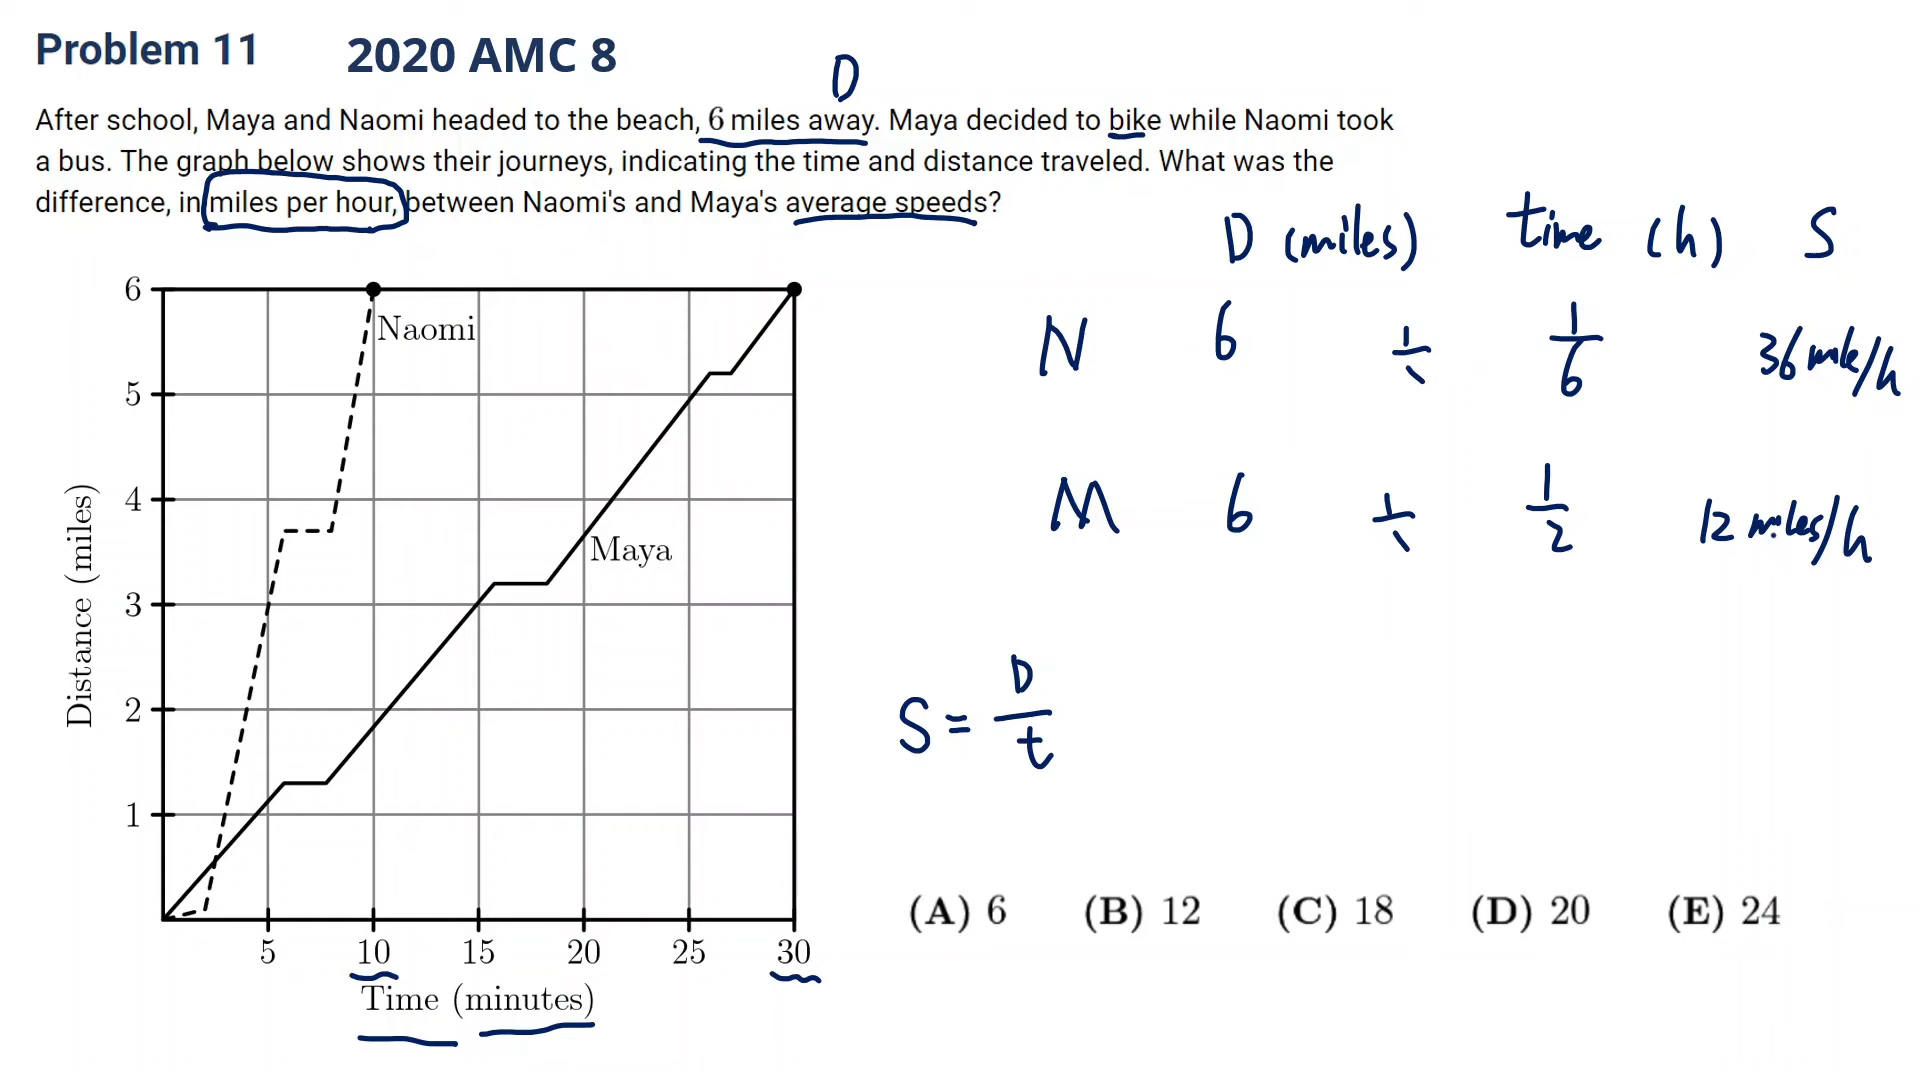 Problem 11 2020 AMC 8
D
After school, Maya and Naomi headed to the beach, 6 miles away. Maya decided to bike while Naomi took
a bus. The graph below shows their journeys, indicating the time and distance traveled. What was the
difference, in miles per hour, between Naomi's and Maya's average speeds?
D (miles) time (h) S
N 6 ÷ 1/6 36 mile/h
M 6 ÷ 1/2 12 miles/h
S = D/t
6
5
4
3
2
1
Distance (miles)
Naomi
Maya
5 10 15 20 25 30
Time (minutes)
(A) 6 (B) 12 (C) 18 (D) 20 (E) 24